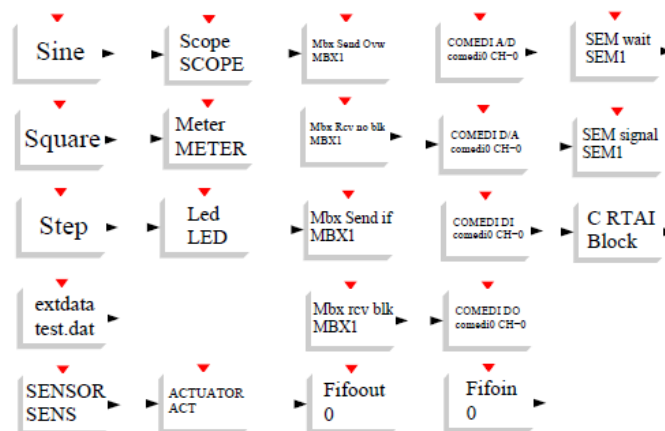 Sine
Scope
SCOPE
Mbx Send Ovw
MBX1
COMEDI A/D
comedi0 CH-0
SEM wait
SEM1
Square
Meter
METER
Mbx Rcv no blk
MBX1
COMEDI D/A
comedi0 CH-0
SEM signal
SEM1
Step
Led
LED
Mbx Send if
MBX1
COMEDI DI
comedi0 CH-0
C RTAI
Block
extdata
test.dat
Mbx rcv blk
MBX1
COMEDI DO
comedi0 CH-0
SENSOR
SENS
ACTUATOR
ACT
Fifoout
0
Fifoin
0